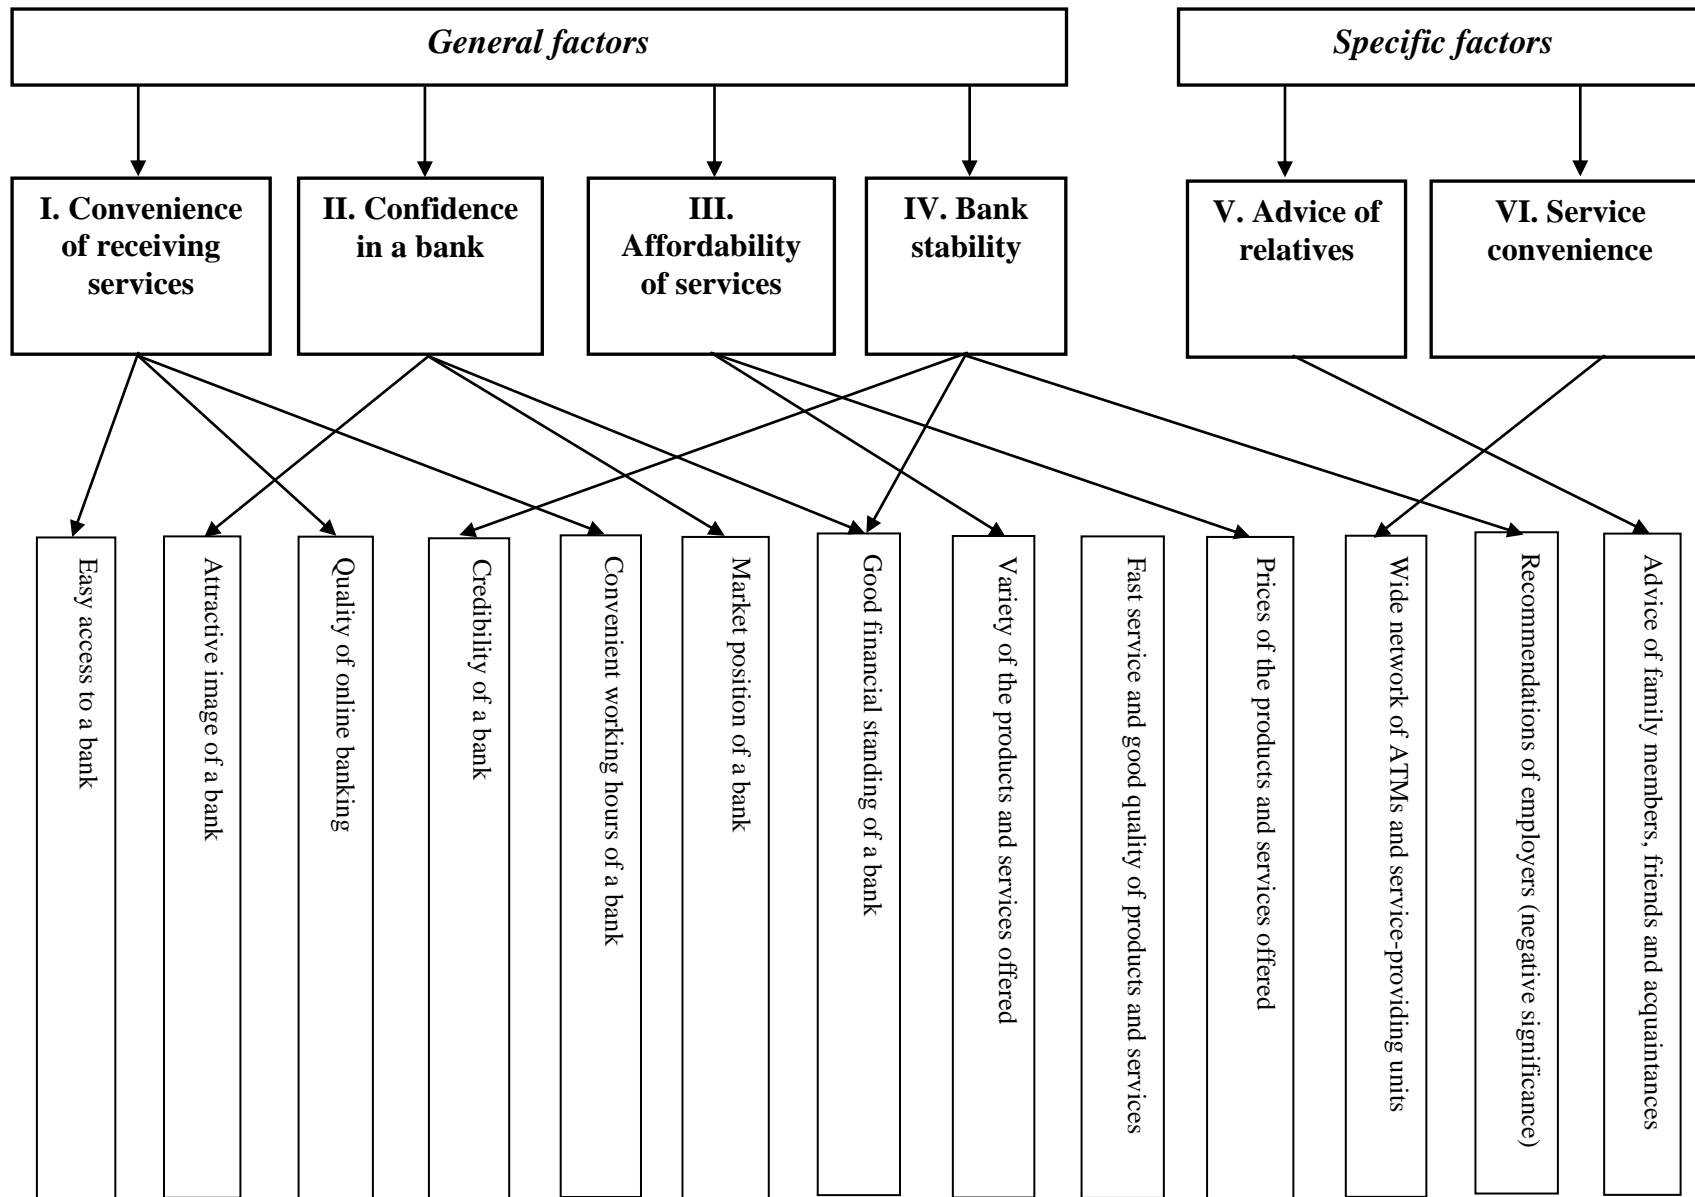 General factors
Specific factors
I. Convenience
of receiving
services
II. Confidence
in a bank
III.
Affordability
of services
IV. Bank
stability
V. Advice of
relatives
VI. Service
convenience
Easy access to a bank
Attractive image of a bank
Quality of online banking
Credibility of a bank
Convenient working hours of a bank
Market position of a bank
Good financial standing of a bank
Variety of the products and services offered
Fast service and good quality of products and services
Prices of the products and services offered
Wide network of ATMs and service-providing units
Recommendations of employers (negative significance)
Advice of family members, friends and acquaintances